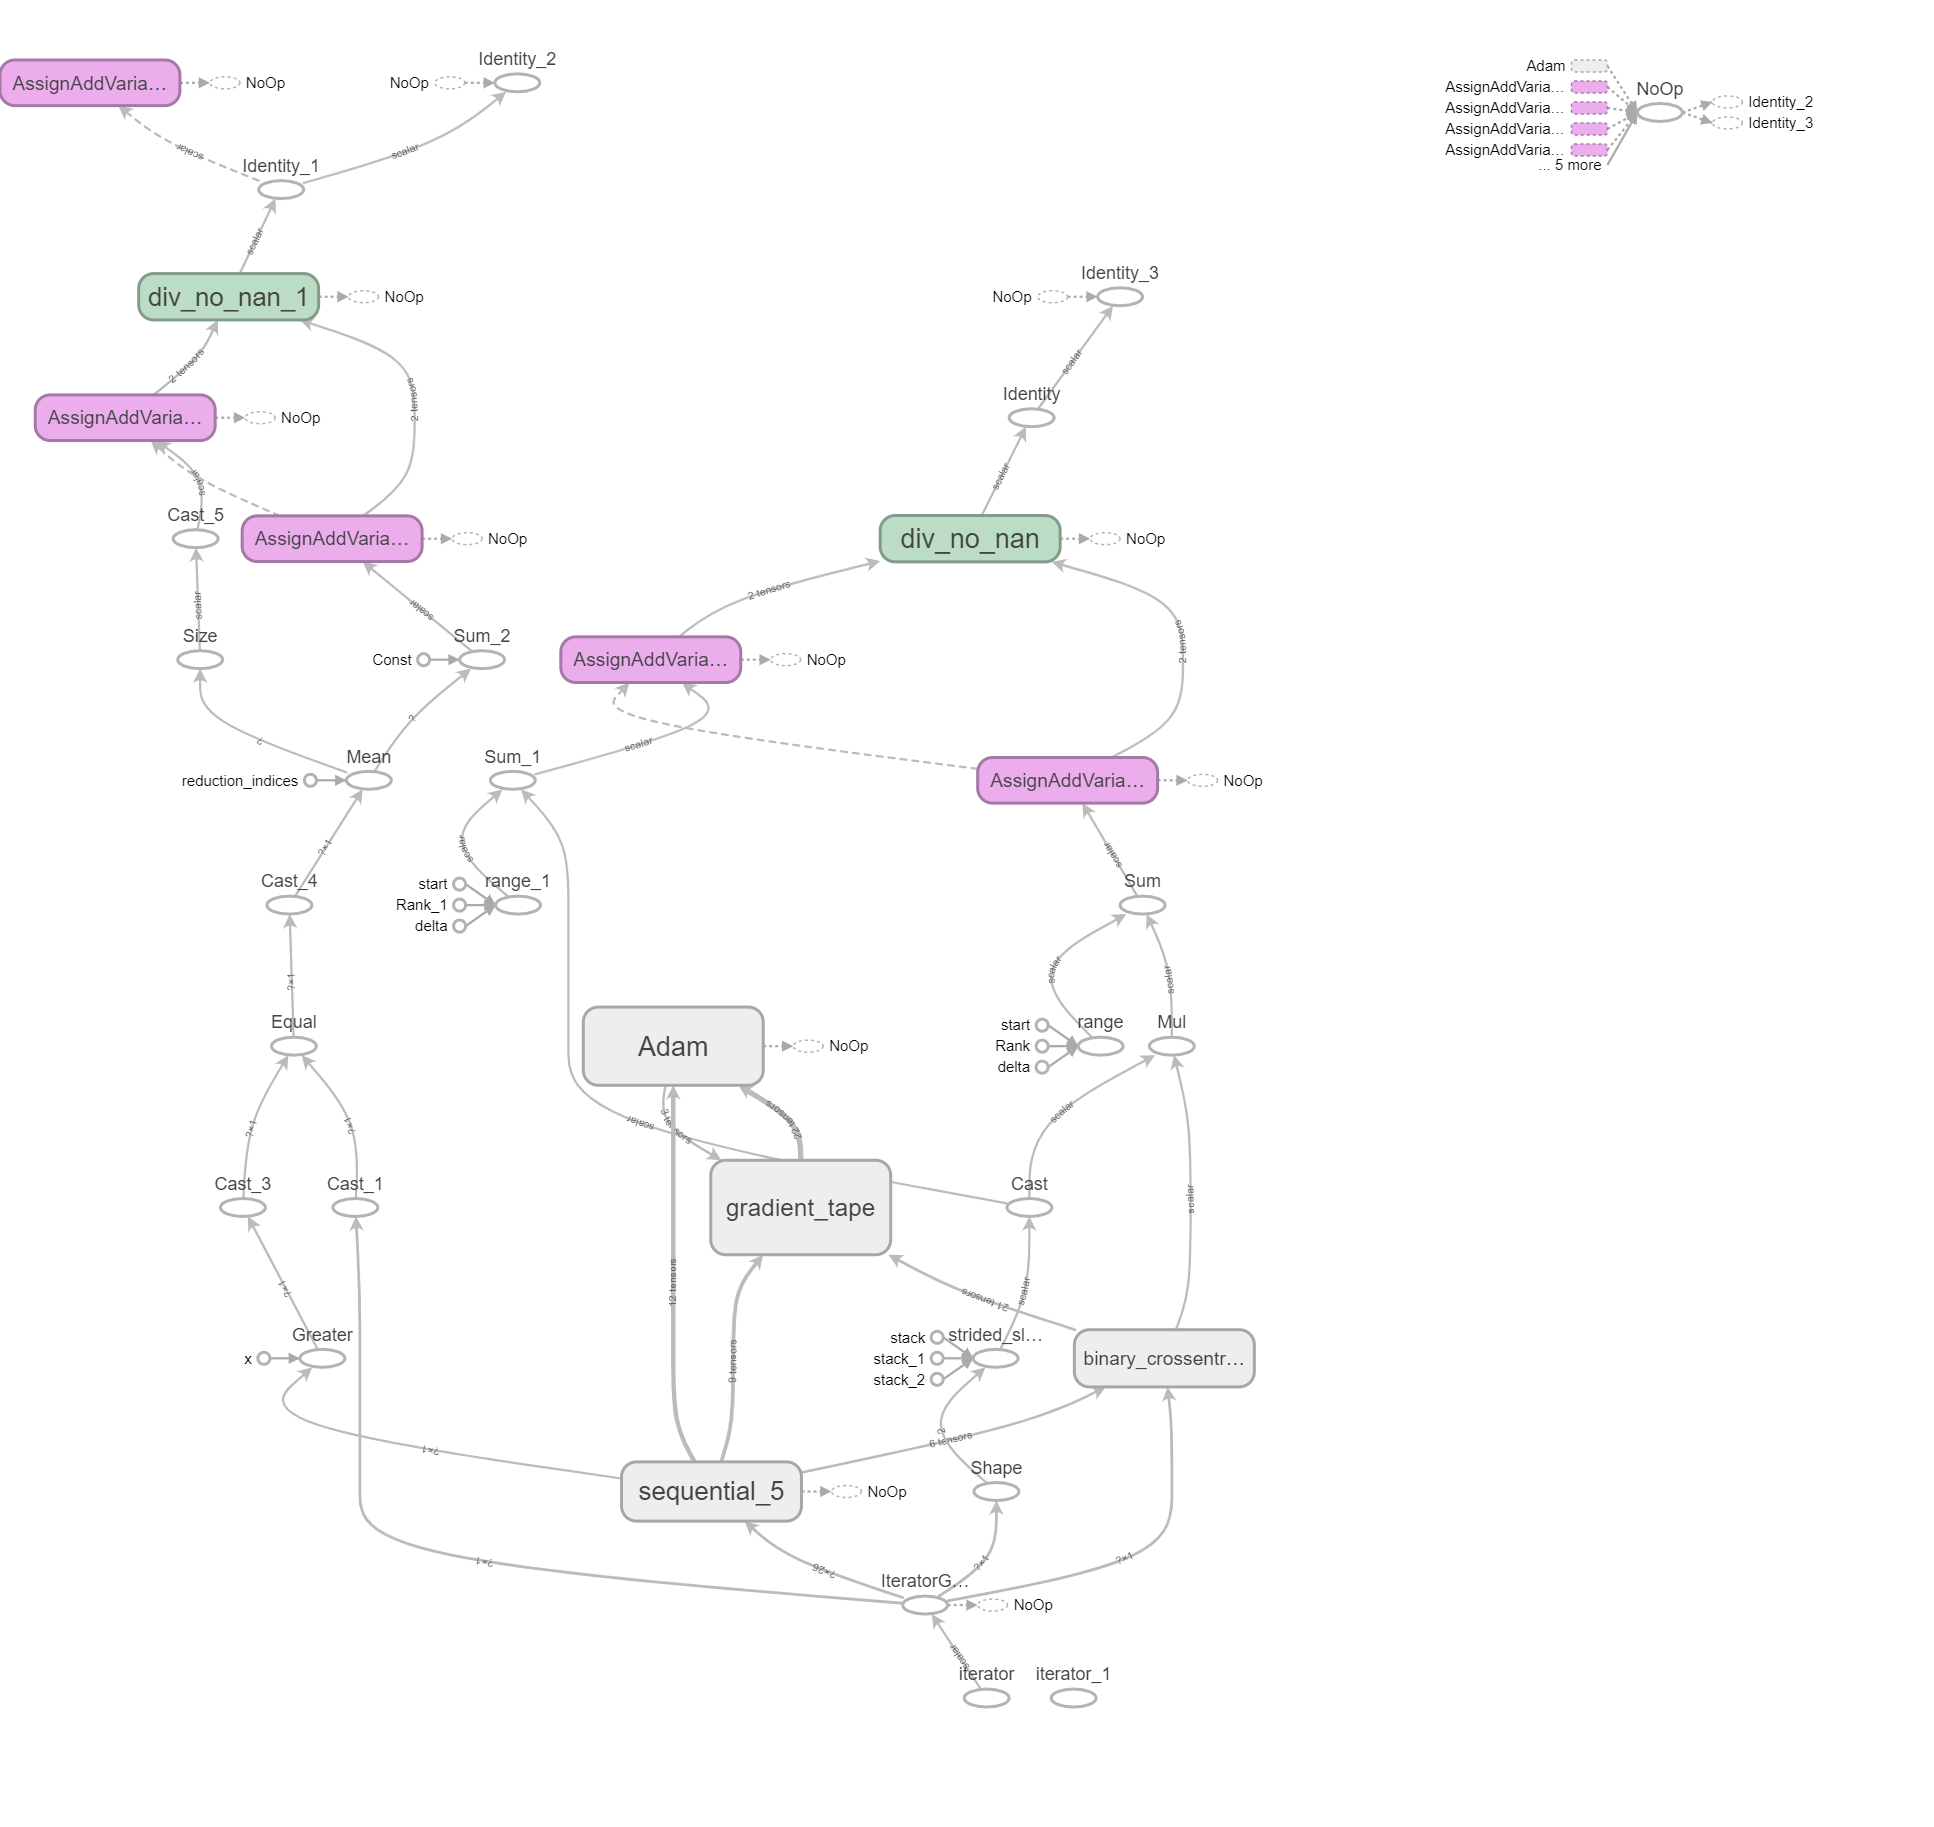 Identity_2
AssignAddVaria…
NoOp
NoOp
scalar
scalar
Identity_1
scalar
Adam
AssignAddVaria…
AssignAddVaria…
AssignAddVaria…
AssignAddVaria…
... 5 more
NoOp
Identity_2
Identity_3
div_no_nan_1
NoOp
2 tensors
2 tensors
Identity_3
NoOp
scalar
Identity
AssignAddVaria…
NoOp
scalar
scalar
Cast_5
AssignAddVaria…
NoOp
div_no_nan
NoOp
scalar
scalar
2 tensors
2 tensors
Size
Const
Sum_2
AssignAddVaria…
NoOp
?
?
scalar
reduction_indices
Mean
Sum_1
AssignAddVaria…
NoOp
?×1
scalar
scalar
Cast_4
start
Rank_1
delta
range_1
Sum
?×1
scalar
scalar
Equal
Adam
NoOp
start
Rank
delta
range
Mul
?×1
?×1
3 te
sors
22 tensors
scalar
scalar
scalar
Cast_3
Cast_1
gradient_tape
Cast
?×1
12 tensors
9 tensors
21 tensors
scalar
x
Greater
stack
stack_1
stack_2
strided_sl…
binary_crossentr…
?×1
6 tensors
?
Shape
sequential_5
NoOp
?×1
?×26
?×1
?×1
IteratorG…
NoOp
scalar
iterator
iterator_1